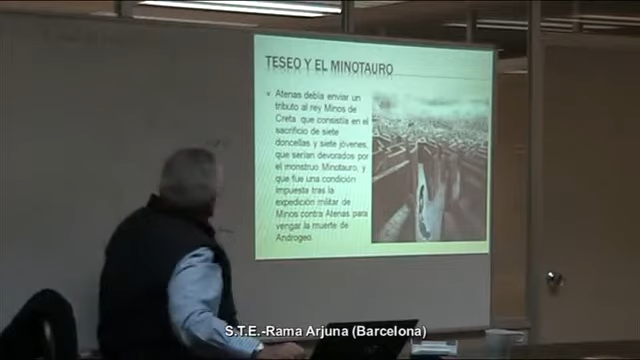 TESEO Y EL MINOTAURO
Atenas debía enviar un
tributo al rey Minos de
Creta que consistía en el
sacrificio de siete
doncellas y siete jóvenes,
que serían devorados por
el monstruo Minotauro, y
que fue una condición
impuesta tras la
expedición militar de
Minos contra Atenas para
vengar la muerte de
Androgeo.
S.T.E.-Rama Arjuna (Barcelona)